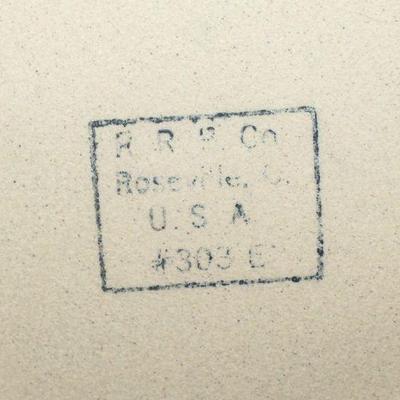 R R P Co
Roseville, O.
U S A
#303 E